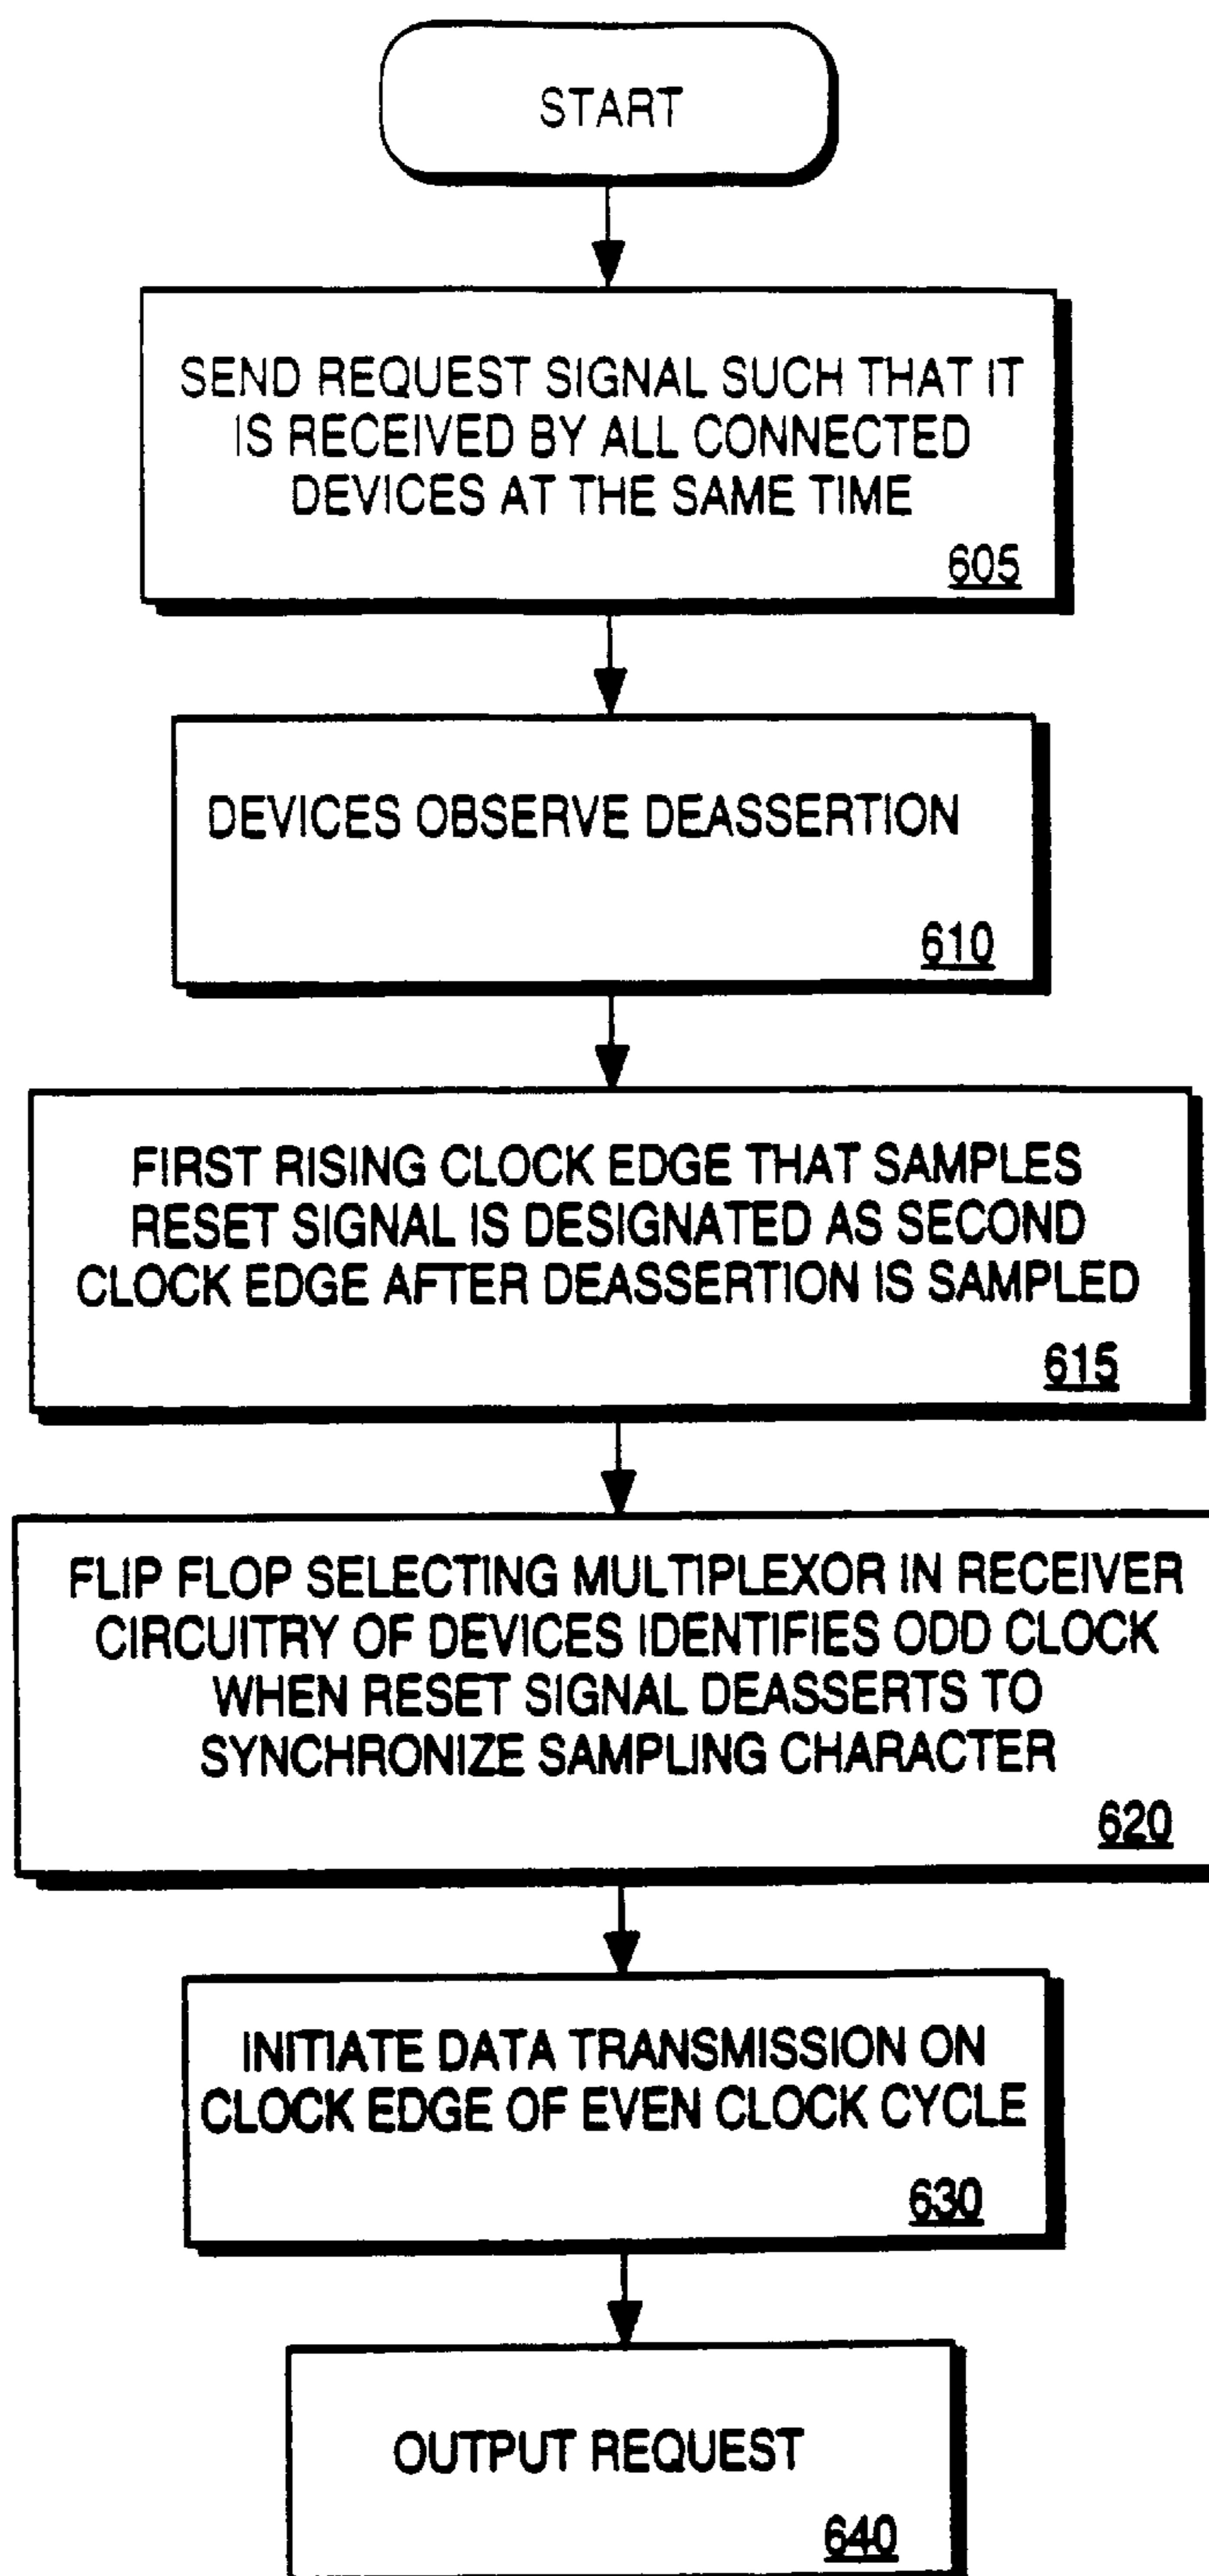 START
SEND REQUEST SIGNAL SUCH THAT IT
IS RECEIVED BY ALL CONNECTED
DEVICES AT THE SAME TIME
605
DEVICES OBSERVE DEASSERTION
610
FIRST RISING CLOCK EDGE THAT SAMPLES
RESET SIGNAL IS DESIGNATED AS SECOND
CLOCK EDGE AFTER DEASSERTION IS SAMPLED
615
FLIP FLOP SELECTING MULTIPLEXOR IN RECEIVER
CIRCUITRY OF DEVICES IDENTIFIES ODD CLOCK
WHEN RESET SIGNAL DEASSERTS TO
SYNCHRONIZE SAMPLING CHARACTER
620
INITIATE DATA TRANSMISSION ON
CLOCK EDGE OF EVEN CLOCK CYCLE
630
OUTPUT REQUEST
640